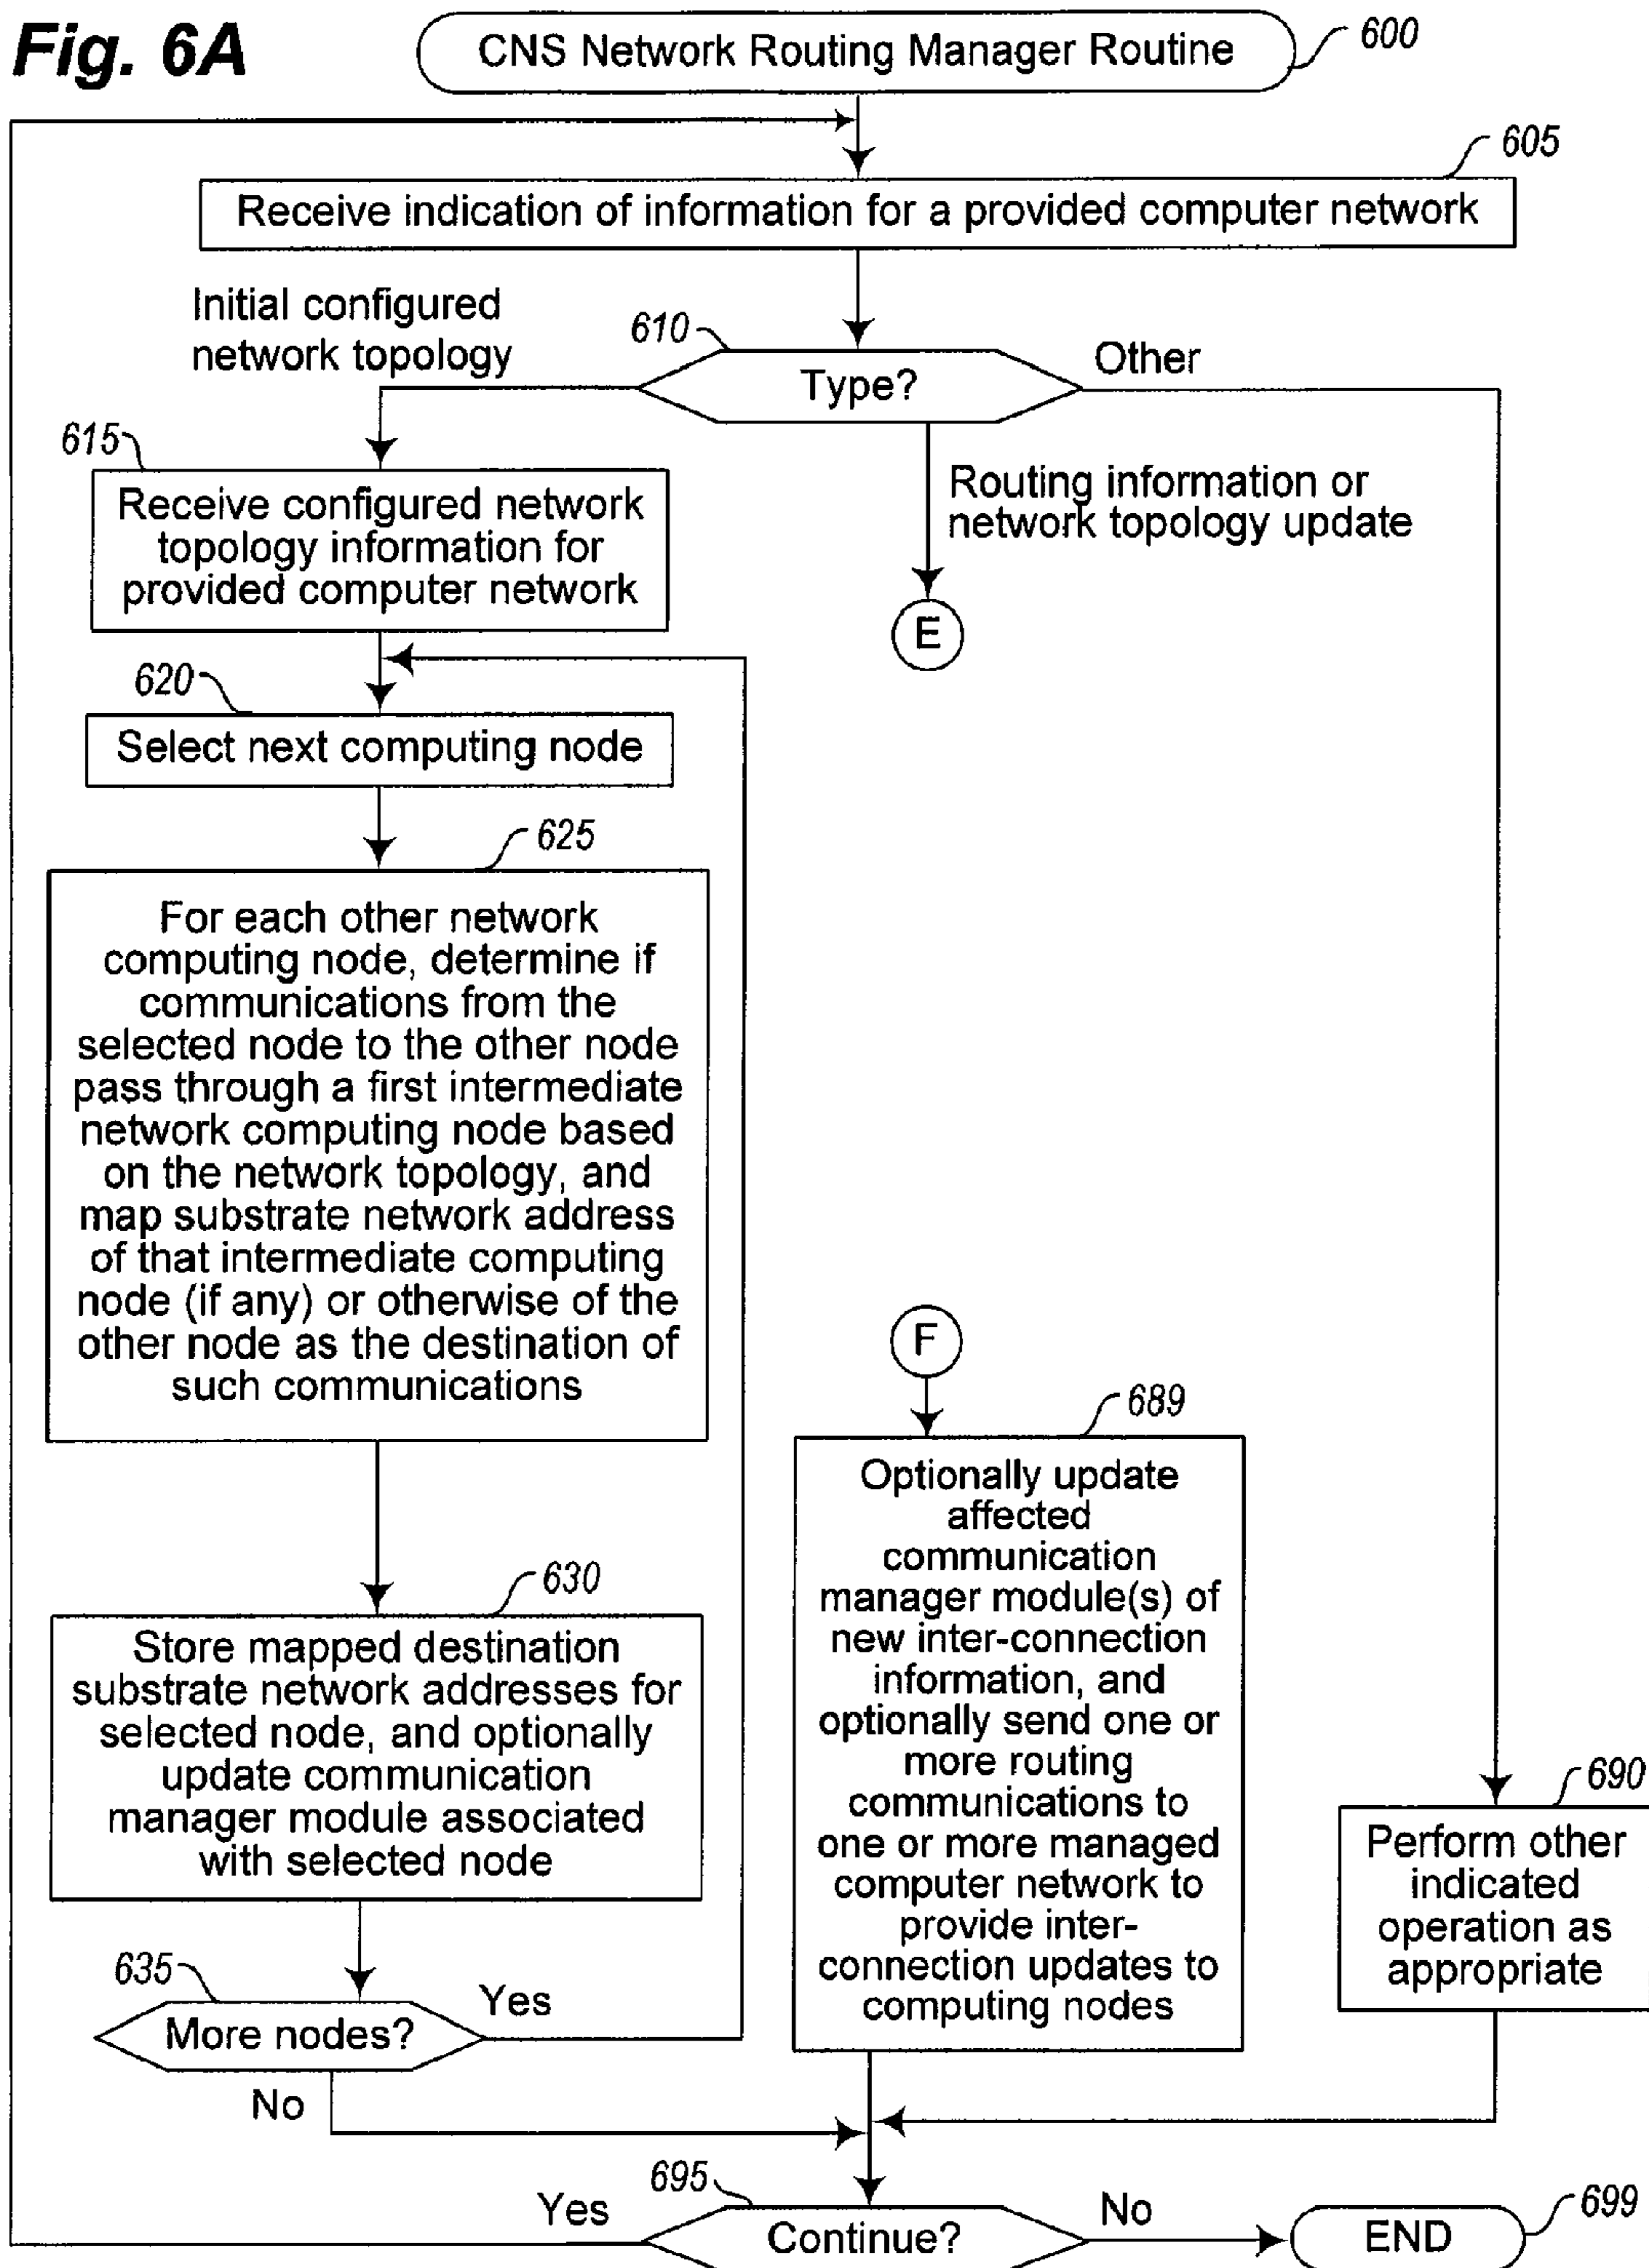 Fig. 6A
CNS Network Routing Manager Routine
600
605
Receive indication of information for a provided computer network
Initial configured
network topology
610
Type?
Other
615
Receive configured network
topology information for
provided computer network
Routing information or
network topology update
E
620
Select next computing node
625
For each other network
computing node, determine if
communications from the
selected node to the other node
pass through a first intermediate
network computing node based
on the network topology, and
map substrate network address
of that intermediate computing
node (if any) or otherwise of the
other node as the destination of
such communications
F
689
Optionally update
affected
communication
manager module(s) of
new inter-connection
information, and
optionally send one or
more routing
communications to
one or more managed
computer network to
provide inter-
connection updates to
computing nodes
630
Store mapped destination
substrate network addresses for
selected node, and optionally
update communication
manager module associated
with selected node
690
Perform other
indicated
operation as
appropriate
635
More nodes?
Yes
No
695
Yes
Continue?
No
END
699